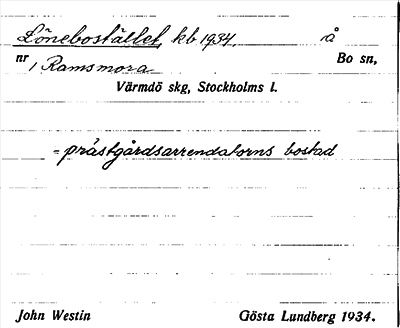 Lönebostället, kb 1934. å
nr 1 Ramsmora Bo sn,
Värmdö skg, Stockholms l.
= prästgårdsarrendatorns bostad
John Westin Gösta Lundberg 1934.